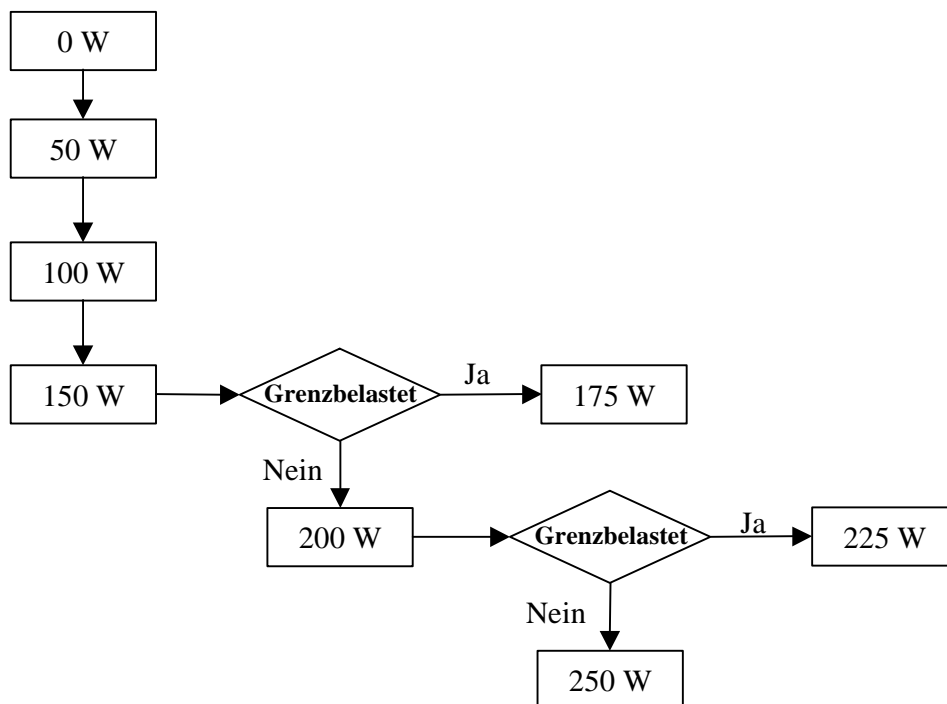 0 W
50 W
100 W
150 W
Grenzbelastet
Ja
175 W
Nein
200 W
Grenzbelastet
Ja
225 W
Nein
250 W